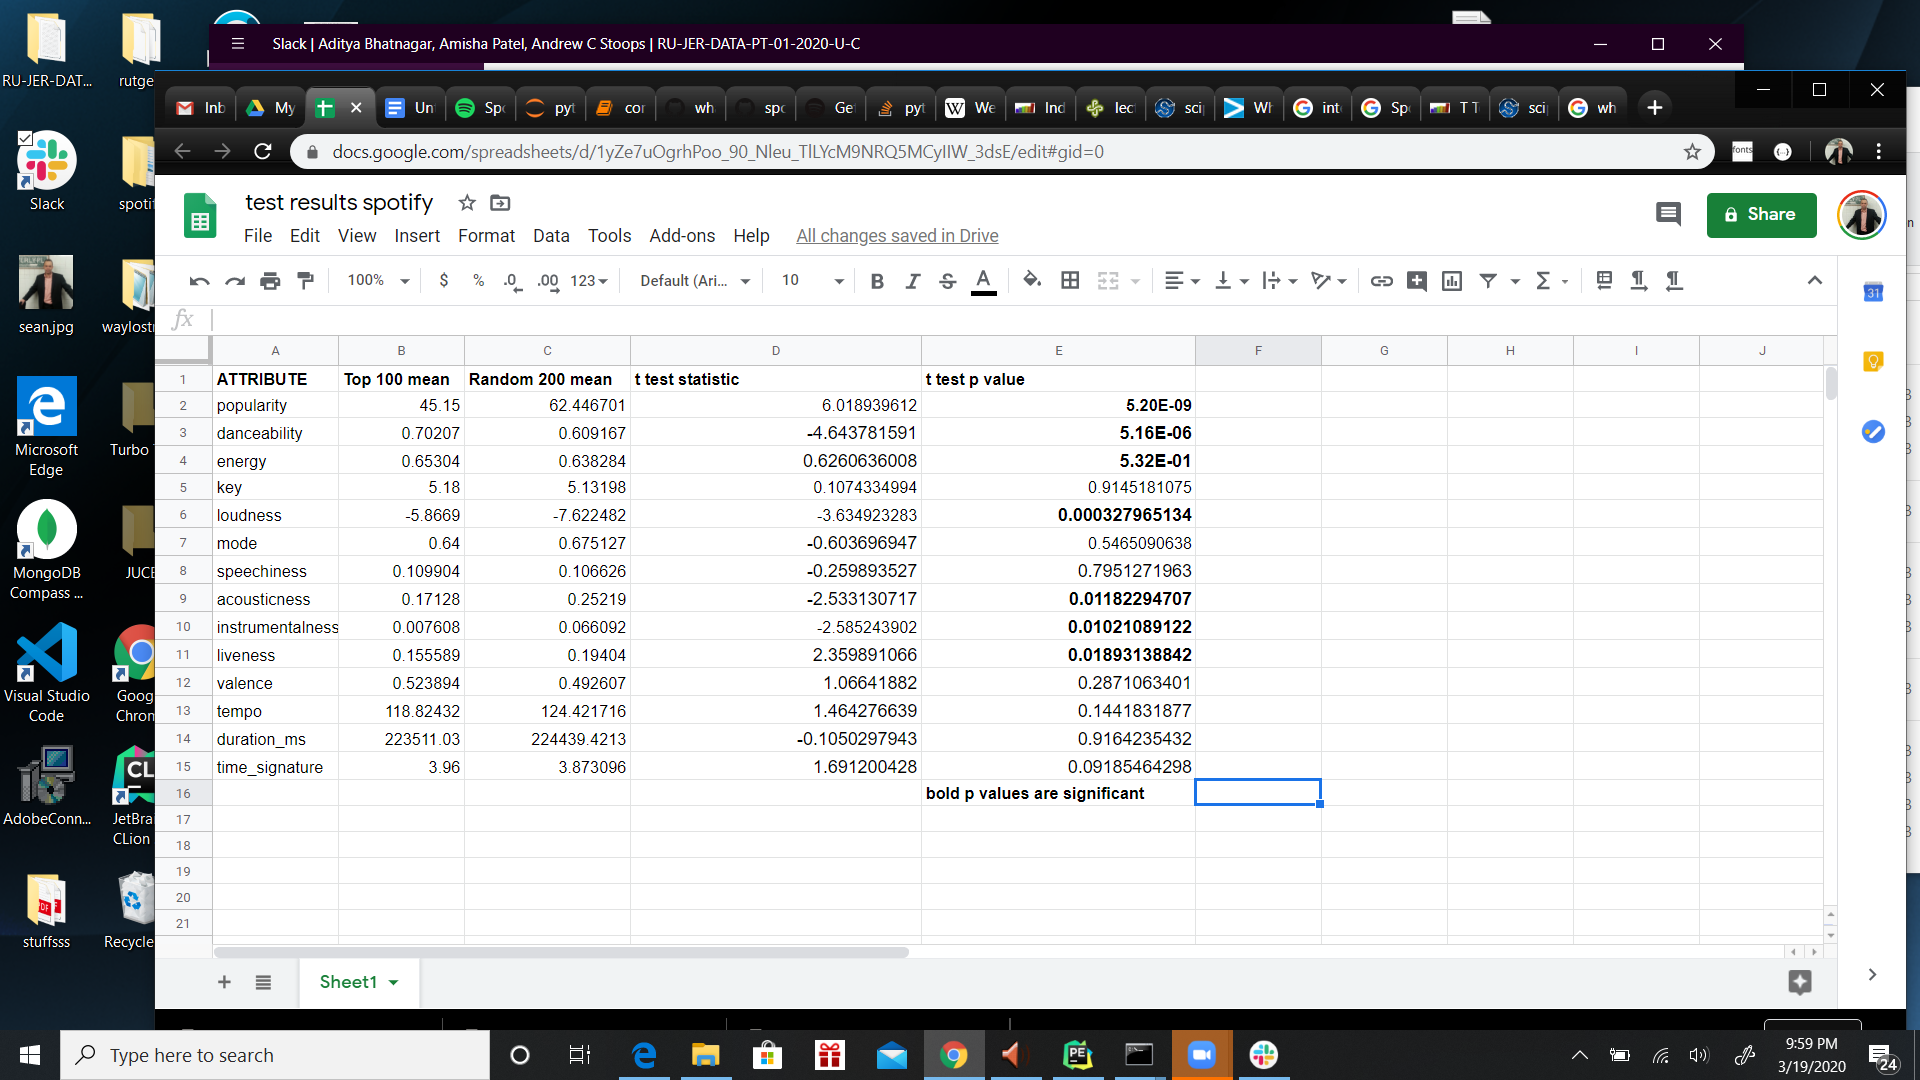 RU-JER-DAT...
rutge
Slack | Aditya Bhatnagar, Amisha Patel, Andrew C Stoops | RU-JER-DATA-PT-01-2020-U-C
Inb
My
Un
Spo
pyt
cor
wh
spo
Get
pyt
We
Ind
lect
sci
Wh
inte
Spo
T T
sci
wh
docs.google.com/spreadsheets/d/1yZe7uOgrhPoo_90_Nleu_TlLYcM9NRQ5MCyIIW_3dsE/edit#gid=0
fonts
test results spotify
Share
File Edit View Insert Format Data Tools Add-ons Help All changes saved in Drive
100% $ % .0 .00 123 Default (Ari... 10 B I S A
31
fx
A B C D E F G H I J
1 ATTRIBUTE Top 100 mean Random 200 mean t test statistic t test p value
2 popularity 45.15 62.446701 6.018939612 5.20E-09
3 danceability 0.70207 0.609167 -4.643781591 5.16E-06
4 energy 0.65304 0.638284 0.6260636008 5.32E-01
5 key 5.18 5.13198 0.1074334994 0.9145181075
6 loudness -5.8669 -7.622482 -3.634923283 0.000327965134
7 mode 0.64 0.675127 -0.603696947 0.5465090638
8 speechiness 0.109904 0.106626 -0.259893527 0.7951271963
9 acousticness 0.17128 0.25219 -2.533130717 0.01182294707
10 instrumentalness 0.007608 0.066092 -2.585243902 0.01021089122
11 liveness 0.155589 0.19404 2.359891066 0.01893138842
12 valence 0.523894 0.492607 1.06641882 0.2871063401
13 tempo 118.82432 124.421716 1.464276639 0.1441831877
14 duration_ms 223511.03 224439.4213 -0.1050297943 0.9164235432
15 time_signature 3.96 3.873096 1.691200428 0.09185464298
16 bold p values are significant
17
18
19
20
21
Sheet1
Slack
spotif
sean.jpg
waylostr
Microsoft
Edge
Turbo
MongoDB
Compass ...
JUCE
Visual Studio
Code
Goog
Chron
AdobeConn...
JetBra
CLion
stuffsss
Recycle
Type here to search
9:59 PM
3/19/2020
24